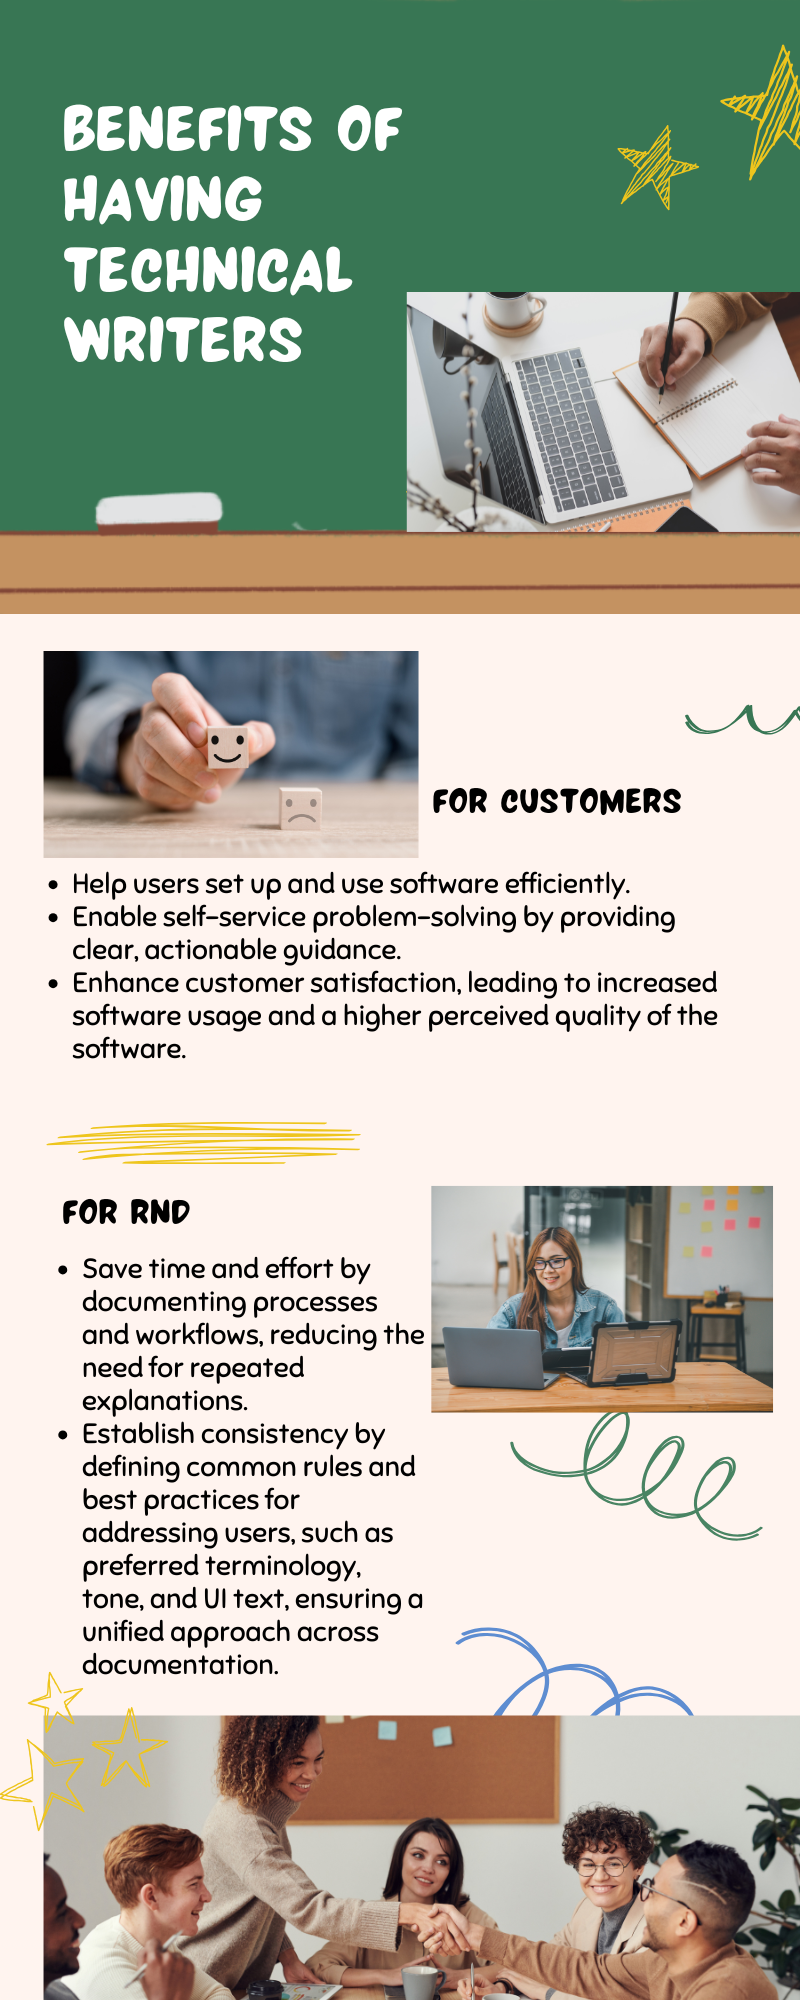 BENEFITS OF
HAVING
TECHNICAL
WRITERS
FOR CUSTOMERS
• Help users set up and use software efficiently.
• Enable self-service problem-solving by providing
clear, actionable guidance.
• Enhance customer satisfaction, leading to increased
software usage and a higher perceived quality of the
software.
FOR RND
• Save time and effort by
documenting processes
and workflows, reducing the
need for repeated
explanations.
• Establish consistency by
defining common rules and
best practices for
addressing users, such as
preferred terminology,
tone, and UI text, ensuring a
unified approach across
documentation.